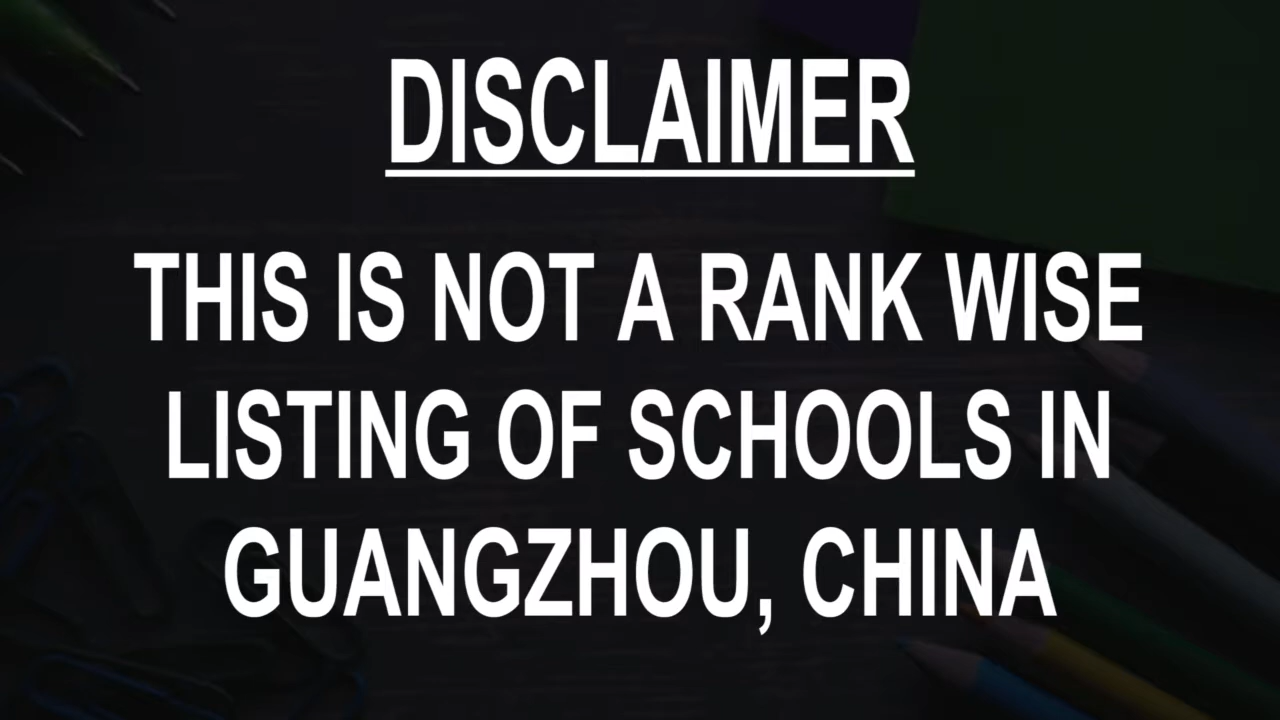 DISCLAIMER
THIS IS NOT A RANK WISE
LISTING OF SCHOOLS IN
GUANGZHOU, CHINA